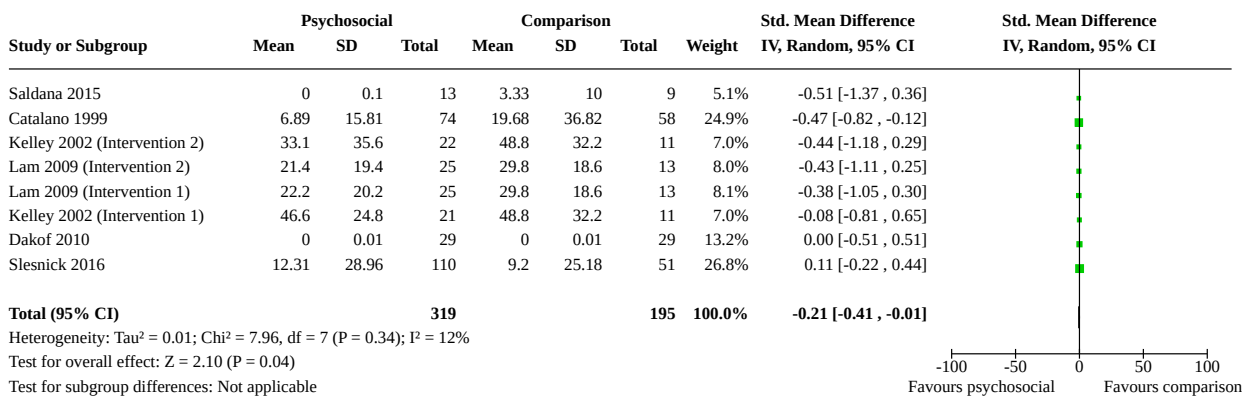 Psychosocial Comparison Std. Mean Difference Std. Mean Difference
Study or Subgroup Mean SD Total Mean SD Total Weight IV, Random, 95% CI IV, Random, 95% CI
Saldana 2015 0 0.1 13 3.33 10 9 5.1% -0.51 [-1.37 , 0.36]
Catalano 1999 6.89 15.81 74 19.68 36.82 58 24.9% -0.47 [-0.82 , -0.12]
Kelley 2002 (Intervention 2) 33.1 35.6 22 48.8 32.2 11 7.0% -0.44 [-1.18 , 0.29]
Lam 2009 (Intervention 2) 21.4 19.4 25 29.8 18.6 13 8.0% -0.43 [-1.11 , 0.25]
Lam 2009 (Intervention 1) 22.2 20.2 25 29.8 18.6 13 8.1% -0.38 [-1.05 , 0.30]
Kelley 2002 (Intervention 1) 46.6 24.8 21 48.8 32.2 11 7.0% -0.08 [-0.81 , 0.65]
Dakof 2010 0 0.01 29 0 0.01 29 13.2% 0.00 [-0.51 , 0.51]
Slesnick 2016 12.31 28.96 110 9.2 25.18 51 26.8% 0.11 [-0.22 , 0.44]
Total (95% CI) 319 195 100.0% -0.21 [-0.41 , -0.01]
Heterogeneity: Tau² = 0.01; Chi² = 7.96, df = 7 (P = 0.34); I² = 12%
Test for overall effect: Z = 2.10 (P = 0.04)
-100 -50 0 50 100
Test for subgroup differences: Not applicable Favours psychosocial Favours comparison